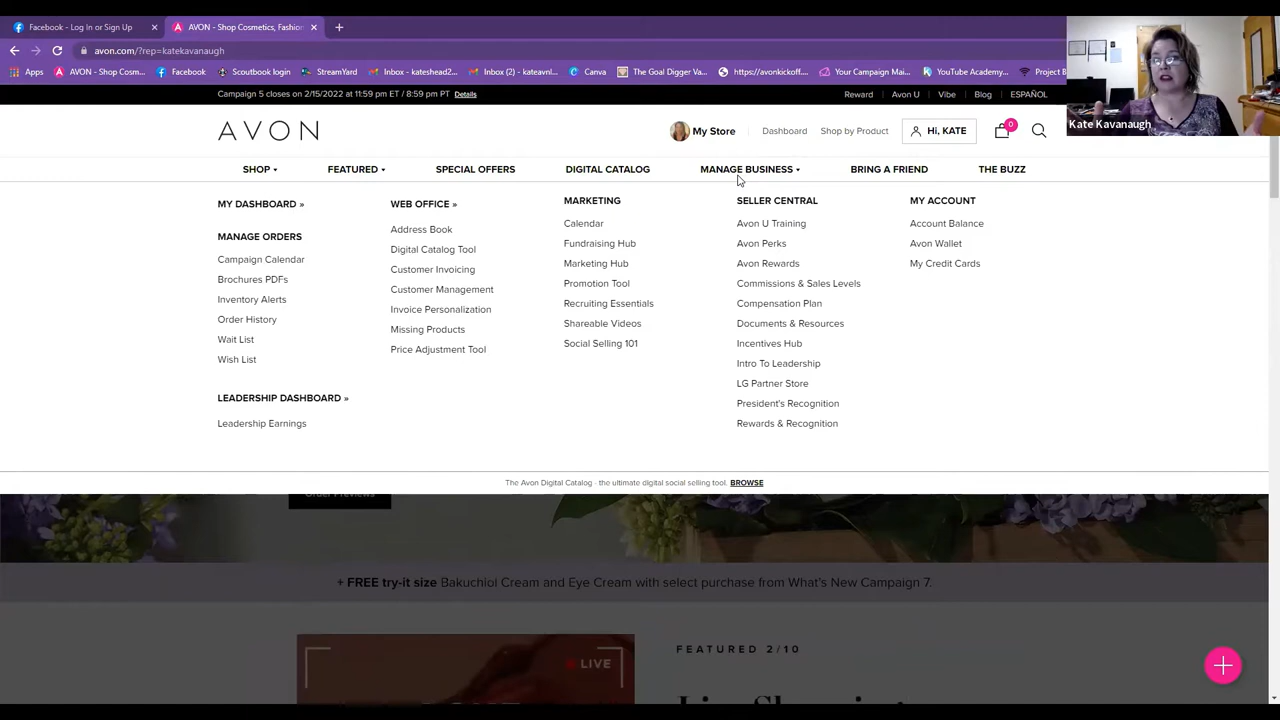 Facebook - Log In or Sign Up
AVON - Shop Cosmetics, Fashion
avon.com/?rep=katekavanaugh
Apps
AVON - Shop Cosm...
Facebook
Scoutbook login
StreamYard
Inbox - kateshead2...
Inbox (2) - kateavnl...
Canva
The Goal Digger Va...
https://avonkickoff....
Your Campaign Mai...
YouTube Academy...
Project B
Kate Kavanaugh
Campaign 5 closes on 2/15/2022 at 11:59 pm ET / 8:59 pm PT Details
Reward
Avon U
Vibe
Blog
ESPAÑOL
AVON
My Store
Dashboard
Shop by Product
Hi, KATE
0
SHOP
FEATURED
SPECIAL OFFERS
DIGITAL CATALOG
MANAGE BUSINESS
BRING A FRIEND
THE BUZZ
MY DASHBOARD »
MANAGE ORDERS
Campaign Calendar
Brochures PDFs
Inventory Alerts
Order History
Wait List
Wish List
LEADERSHIP DASHBOARD »
Leadership Earnings
WEB OFFICE »
Address Book
Digital Catalog Tool
Customer Invoicing
Customer Management
Invoice Personalization
Missing Products
Price Adjustment Tool
MARKETING
Calendar
Fundraising Hub
Marketing Hub
Promotion Tool
Recruiting Essentials
Shareable Videos
Social Selling 101
SELLER CENTRAL
Avon U Training
Avon Perks
Avon Rewards
Commissions & Sales Levels
Compensation Plan
Documents & Resources
Incentives Hub
Intro To Leadership
LG Partner Store
President's Recognition
Rewards & Recognition
MY ACCOUNT
Account Balance
Avon Wallet
My Credit Cards
The Avon Digital Catalog - the ultimate digital social selling tool. BROWSE
Order Previews
+ FREE try-it size Bakuchiol Cream and Eye Cream with select purchase from What's New Campaign 7.
LIVE
FEATURED 2/10
Live Shopping